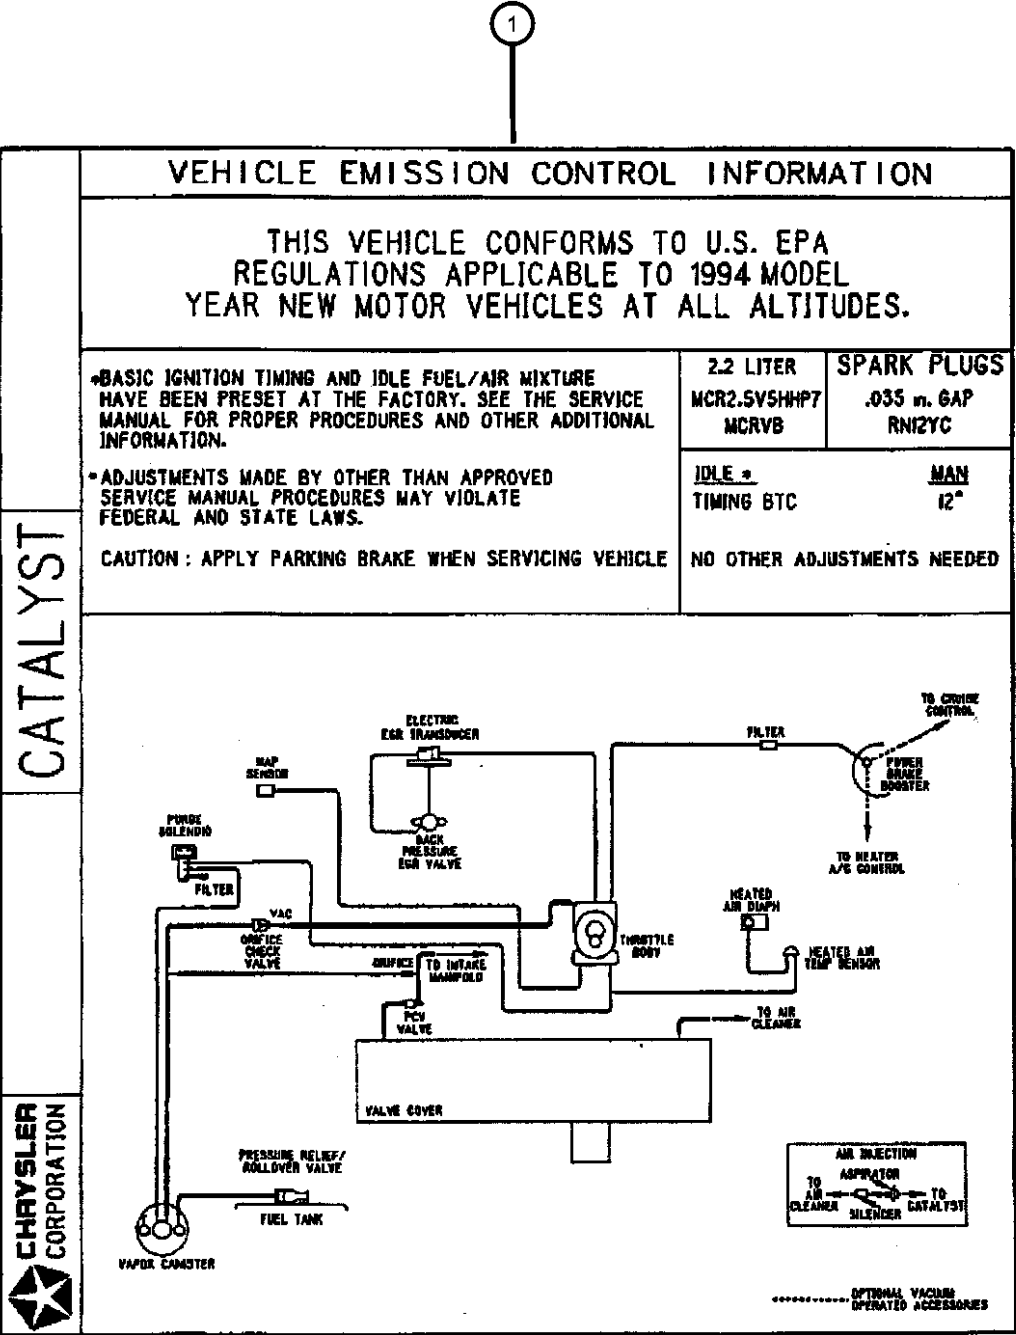 1
VEHICLE EMISSION CONTROL INFORMATION
THIS VEHICLE CONFORMS TO U.S. EPA
REGULATIONS APPLICABLE TO 1994 MODEL
YEAR NEW MOTOR VEHICLES AT ALL ALTITUDES.
•BASIC IGNITION TIMING AND IDLE FUEL/AIR MIXTURE
HAVE BEEN PRESET AT THE FACTORY. SEE THE SERVICE
MANUAL FOR PROPER PROCEDURES AND OTHER ADDITIONAL
INFORMATION.
•ADJUSTMENTS MADE BY OTHER THAN APPROVED
SERVICE MANUAL PROCEDURES MAY VIOLATE
FEDERAL AND STATE LAWS.
CAUTION : APPLY PARKING BRAKE WHEN SERVICING VEHICLE
2.2 LITER
MCR2.5V5HHP7
MCRVB
SPARK PLUGS
.035 in. GAP
RN12YC
IDLE *
MAN
TIMING BTC
12°
NO OTHER ADJUSTMENTS NEEDED
CATALYST
CHRYSLER
CORPORATION
TO CRUISE
CONTROL
ELECTRIC
EGR TRANSDUCER
FILTER
MAP
SENSOR
POWER
BRAKE
BOOSTER
PURGE
SOLENOID
BACK
PRESSURE
EGR VALVE
TO HEATER
A/C CONTROL
FILTER
HEATED
AIR DIAPH
VAC
ORIFICE
CHECK
VALVE
THROTTLE
BODY
HEATED AIR
TEMP SENSOR
ORIFICE
TO INTAKE
MANIFOLD
PCV
VALVE
TO AIR
CLEANER
VALVE COVER
PRESSURE RELIEF/
ROLLOVER VALVE
FUEL TANK
VAPOR CANISTER
AIR INJECTION
ASPIRATOR
TO
AIR
CLEANER
TO
CATALYST
SILENCER
OPTIONAL VACUUM
OPERATED ACCESSORIES